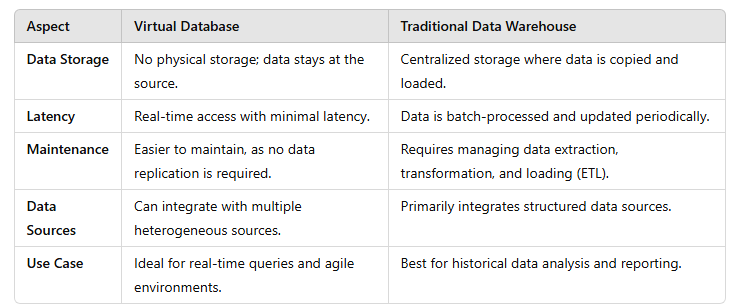 Aspect Virtual Database Traditional Data Warehouse
Data Storage No physical storage; data stays at the Centralized storage where data is copied and
source. loaded.
Latency Real-time access with minimal latency. Data is batch-processed and updated periodically.
Maintenance Easier to maintain, as no data Requires managing data extraction,
replication is required. transformation, and loading (ETL).
Data Can integrate with multiple Primarily integrates structured data sources.
Sources heterogeneous sources.
Use Case Ideal for real-time queries and agile Best for historical data analysis and reporting.
environments.